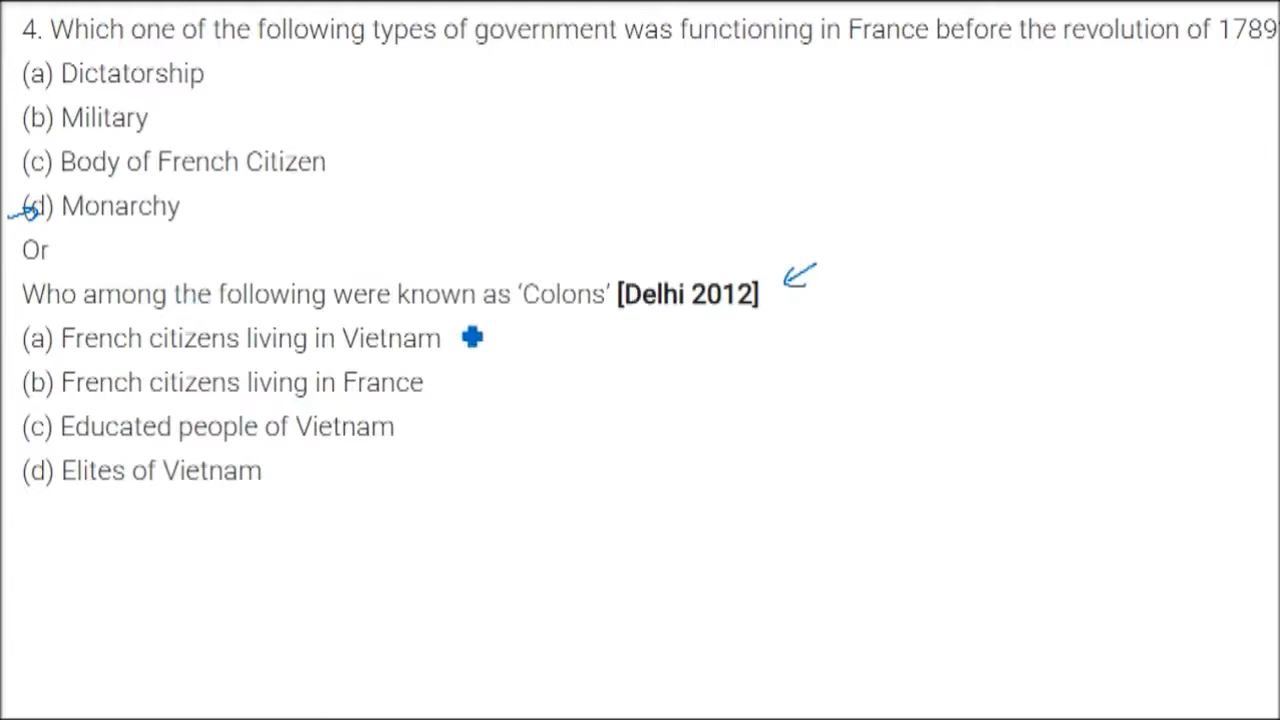 4. Which one of the following types of government was functioning in France before the revolution of 1789
(a) Dictatorship
(b) Military
(c) Body of French Citizen
(d) Monarchy
Or
Who among the following were known as ‘Colons’ [Delhi 2012]
(a) French citizens living in Vietnam
(b) French citizens living in France
(c) Educated people of Vietnam
(d) Elites of Vietnam